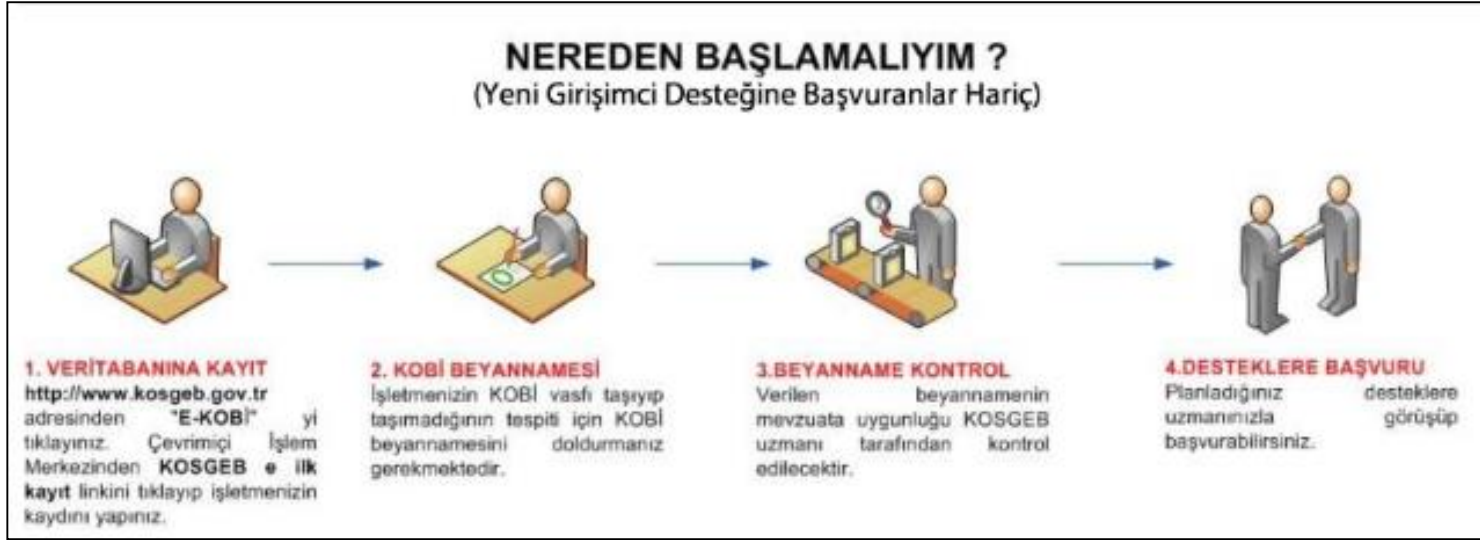 NEREDEN BAŞLAMALIYIM ?
(Yeni Girişimci Desteğine Başvuranlar Hariç)
1. VERİTABANINA KAYIT
http://www.kosgeb.gov.tr
adresinden "E-KOBİ" yi
tıklayınız. Çevrimiçi İşlem
Merkezinden KOSGEB e ilk
kayıt linkini tıklayıp işletmenizin
kaydını yapınız.
2. KOBİ BEYANNAMESİ
İşletmenizin KOBİ vasfı taşıyıp
taşımadığının tespiti için KOBİ
beyannamesini doldurmanız
gerekmektedir.
3.BEYANNAME KONTROL
Verilen beyannamenin
mevzuata uygunluğu KOSGEB
uzmanı tarafından kontrol
edilecektir.
4.DESTEKLERE BAŞVURU
Planladığınız desteklere
uzmanınızla görüşüp
başvurabilirsiniz.